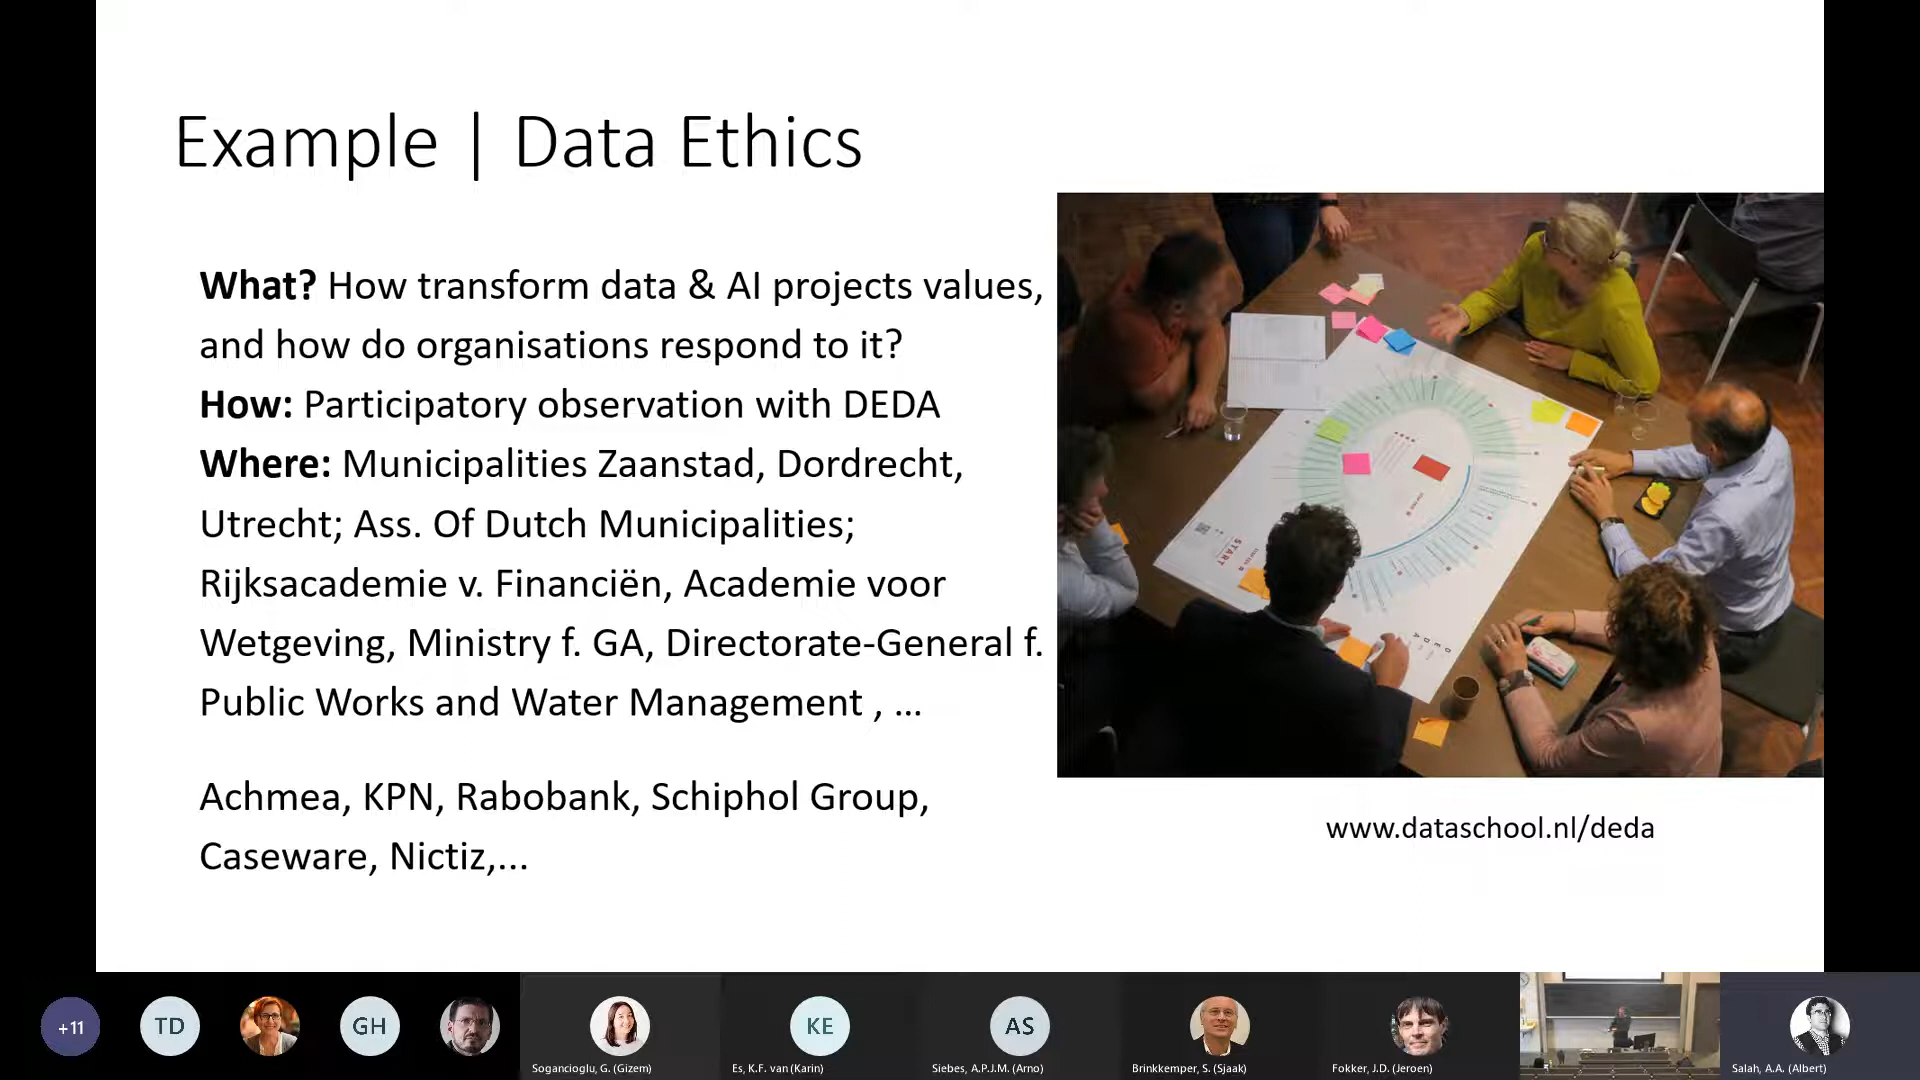 Example | Data Ethics
What? How transform data & AI projects values,
and how do organisations respond to it?
How: Participatory observation with DEDA
Where: Municipalities Zaanstad, Dordrecht,
Utrecht; Ass. Of Dutch Municipalities;
Rijksacademie v. Financiën, Academie voor
Wetgeving, Ministry f. GA, Directorate-General f.
Public Works and Water Management , ...
Achmea, KPN, Rabobank, Schiphol Group,
Caseware, Nictiz,...
START
DEDA
www.dataschool.nl/deda
+11
TD
GH
KE
AS
Sogancioglu, G. (Gizem)
Es, K.F. van (Karin)
Siebes, A.P.J.M. (Arno)
Brinkkemper, S. (Sjaak)
Fokker, J.D. (Jeroen)
Salah, A.A. (Albert)